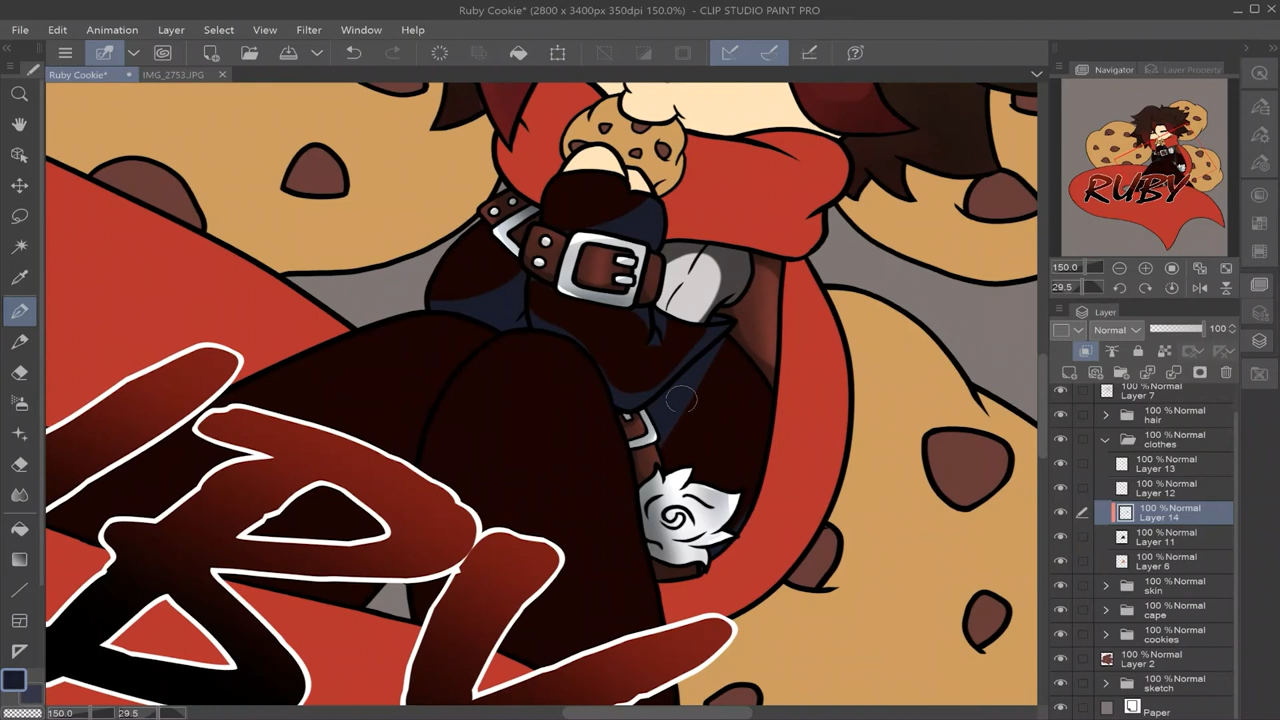 Ruby Cookie* (2800 x 3400px 350dpi 150.0%) - CLIP STUDIO PAINT PRO
File Edit Animation Layer Select View Filter Window Help
Ruby Cookie* IMG_2753.JPG
Navigator Layer Property
RUBY
150.0
29.5
Layer
Normal 100
100 %Normal
Layer 7
100 %Normal
hair
100 %Normal
clothes
100 %Normal
Layer 13
100 %Normal
Layer 12
100 %Normal
Layer 14
100 %Normal
Layer 11
100 %Normal
Layer 6
100 %Normal
skin
100 %Normal
cape
100 %Normal
cookies
100 %Normal
Layer 2
100 %Normal
sketch
Paper
150.0 29.5